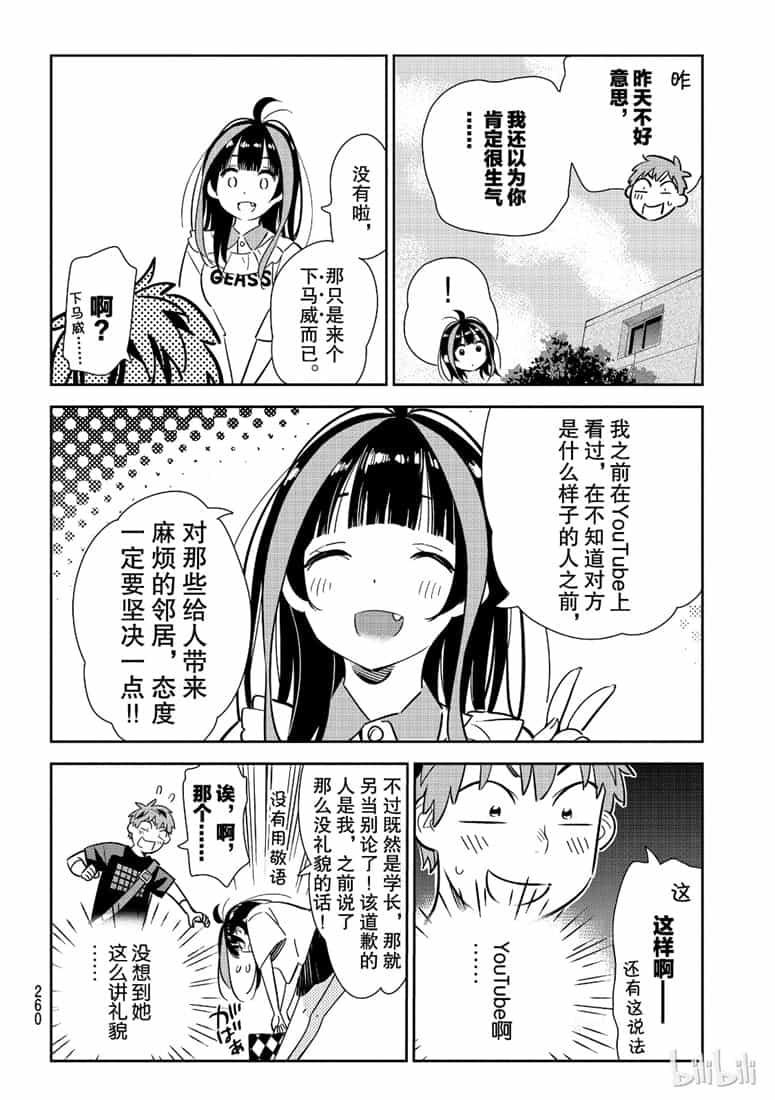 昨
昨天不好
意思，
我还以为你
肯定很生气
……
！
没有啦，
那只是来个
下马威而已。
GEASS
啊？
下马威……
我之前在YouTube上
看过，在不知道对方
是什么样子的人之前，
对那些给人带来
麻烦的邻居，态度
一定要坚决一点!!
这
这样啊——
还有这说法
YouTube啊
不过既然是学长，那就
另当别论了！该道歉的
人是我，之前说了
那么没礼貌的话！
没有用敬语
诶，啊，
那个……
がばぁ
没想到她
这么讲礼貌
……
260
bilibili